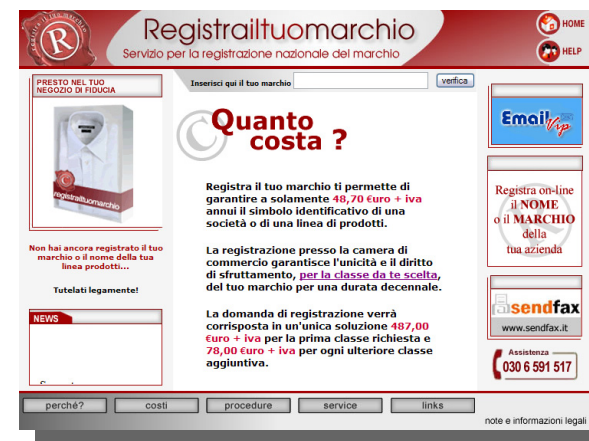 Registrailtuomarchio
Servizio per la registrazione nazionale del marchio
HOME
HELP
PRESTO NEL TUO
NEGOZIO DI FIDUCIA
registrailtuomarchio
Non hai ancora registrato il tuo
marchio o il nome della tua
linea prodotti...
Tutelati legamente!
NEWS
Inserisci qui il tuo marchio
verifica
Quanto
costa ?
Registra il tuo marchio ti permette di
garantire a solamente 48,70 €uro + iva
annui il simbolo identificativo di una
società o di una linea di prodotti.
La registrazione presso la camera di
commercio garantisce l'unicità e il diritto
di sfruttamento, per la classe da te scelta,
del tuo marchio per una durata decennale.
La domanda di registrazione verrà
corrisposta in un'unica soluzione 487,00
€uro + iva per la prima classe richiesta e
78,00 €uro + iva per ogni ulteriore classe
aggiuntiva.
Email Vip
Registra on-line
il NOME
o il MARCHIO
della
tua azienda
sendfax
www.sendfax.it
Assistenza
030 6 591 517
perché?
costi
procedure
service
links
note e informazioni legali